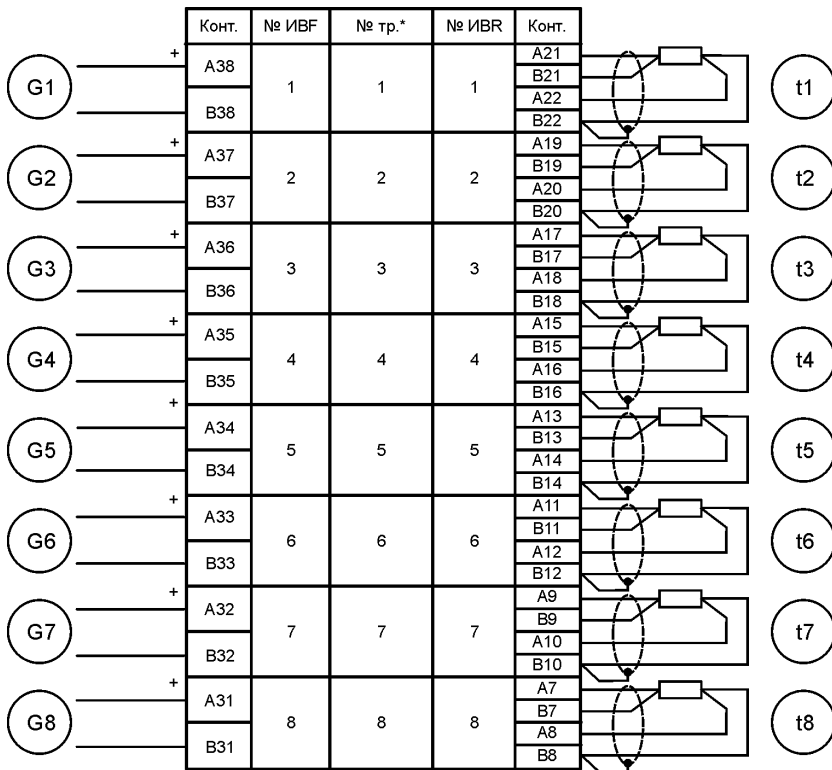 Конт. № ИВF № тр.* № ИВR Конт.
G1 + A38 B38 1 1 1 A21 B21 A22 B22 t1
G2 + A37 B37 2 2 2 A19 B19 A20 B20 t2
G3 + A36 B36 3 3 3 A17 B17 A18 B18 t3
G4 + A35 B35 4 4 4 A15 B15 A16 B16 t4
G5 + A34 B34 5 5 5 A13 B13 A14 B14 t5
G6 + A33 B33 6 6 6 A11 B11 A12 B12 t6
G7 + A32 B32 7 7 7 A9 B9 A10 B10 t7
G8 + A31 B31 8 8 8 A7 B7 A8 B8 t8